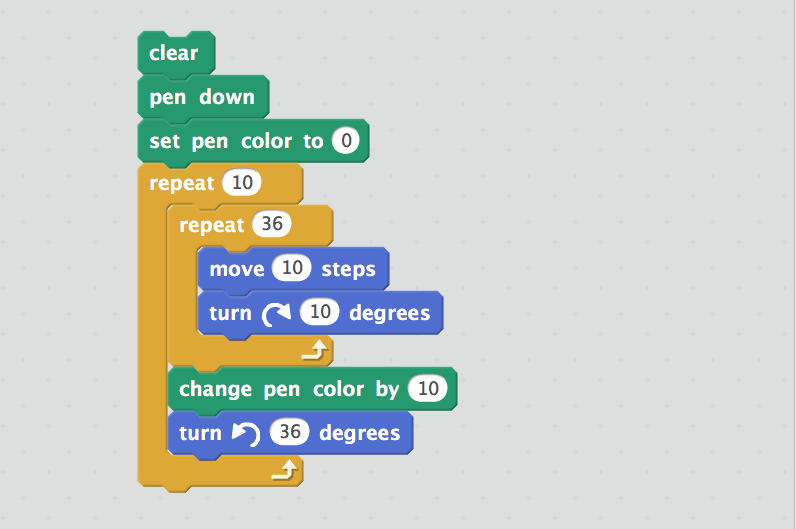 clear
pen down
set pen color to 0
repeat 10
repeat 36
move 10 steps
turn 10 degrees
change pen color by 10
turn 36 degrees